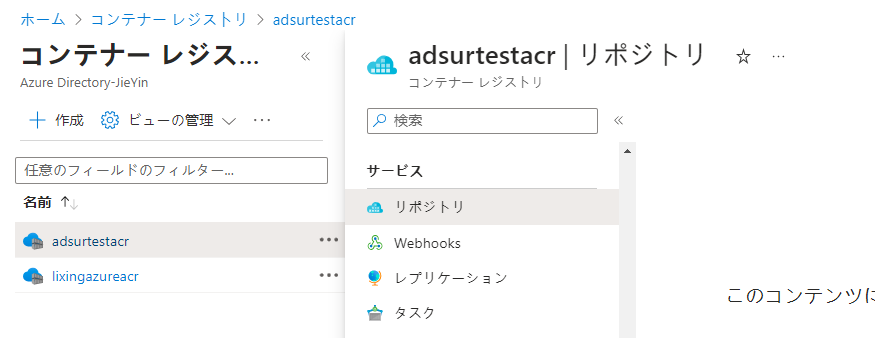 ホーム > コンテナー レジストリ > adsurtestacr
コンテナー レジス...
Azure Directory-JieYin
作成 ビューの管理
任意のフィールドのフィルター...
名前
adsurtestacr
lixingazureacr
adsurtestacr | リポジトリ
コンテナー レジストリ
検索
サービス
リポジトリ
Webhooks
レプリケーション
タスク
このコンテンツに